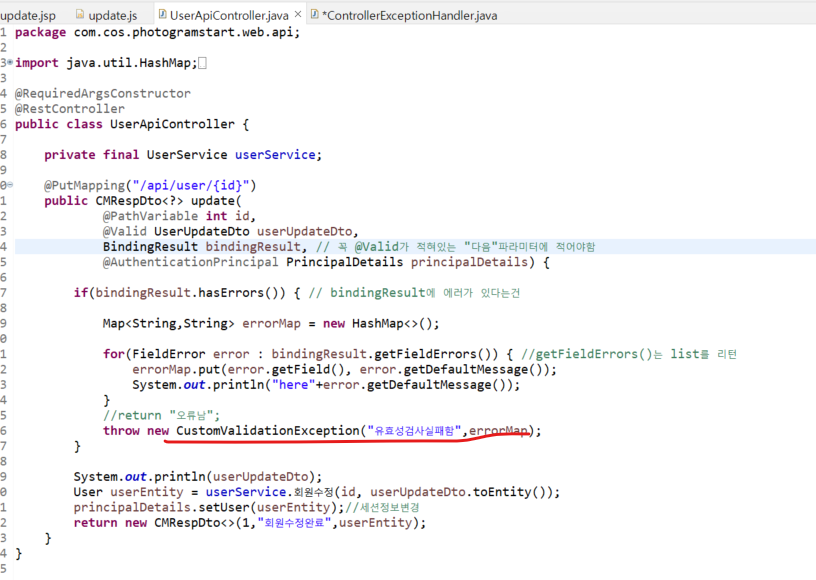 update.jsp update.js UserApiController.java *ControllerExceptionHandler.java
1 package com.cos.photogramstart.web.api;
2
3 import java.util.HashMap;
3
4 @RequiredArgsConstructor
5 @RestController
6 public class UserApiController {
7
8 private final UserService userService;
9
0 @PutMapping("/api/user/{id}")
1 public CMRespDto<?> update(
2 @PathVariable int id,
3 @Valid UserUpdateDto userUpdateDto,
4 BindingResult bindingResult, // 꼭 @Valid가 적혀있는 "다음"파라미터에 적어야함
5 @AuthenticationPrincipal PrincipalDetails principalDetails) {
6
7 if(bindingResult.hasErrors()) { // bindingResult에 에러가 있다는건
8
9 Map<String,String> errorMap = new HashMap<>();
0
1 for(FieldError error : bindingResult.getFieldErrors()) { //getFieldErrors()는 list를 리턴
2 errorMap.put(error.getField(), error.getDefaultMessage());
3 System.out.println("here"+error.getDefaultMessage());
4 }
5 //return "오류남";
6 throw new CustomValidationException("유효성검사실패함",errorMap);
7 }
8
9 System.out.println(userUpdateDto);
0 User userEntity = userService.회원수정(id, userUpdateDto.toEntity());
1 principalDetails.setUser(userEntity);//세션정보변경
2 return new CMRespDto<>(1,"회원수정완료",userEntity);
3 }
4 }
5